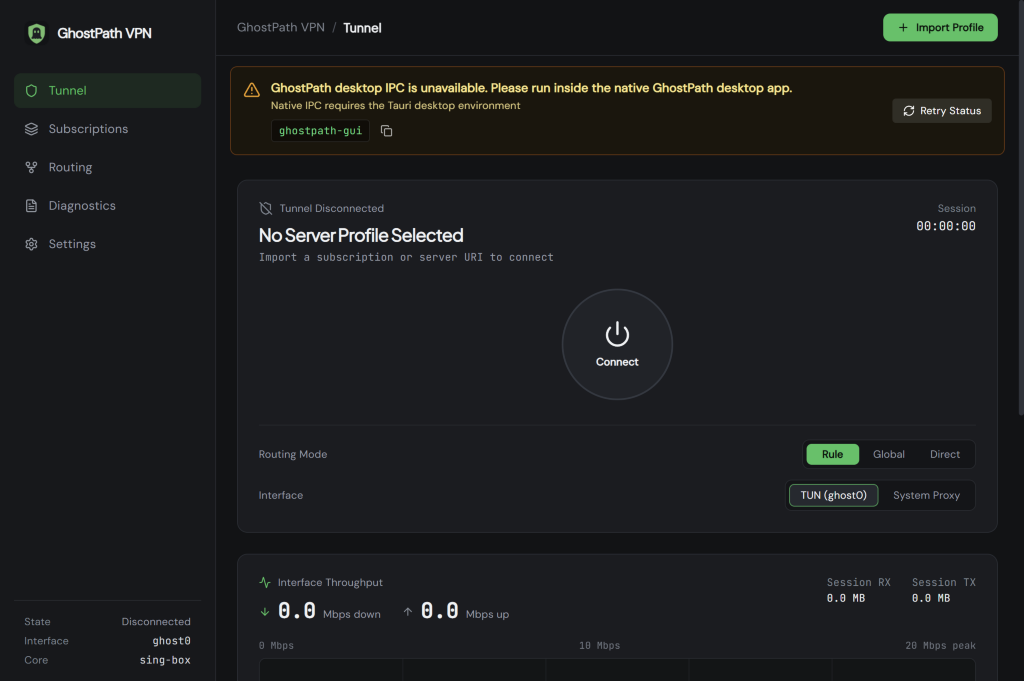 GhostPath VPN
Tunnel
Subscriptions
Routing
Diagnostics
Settings
State Disconnected
Interface ghost0
Core sing-box
GhostPath VPN / Tunnel
Import Profile
GhostPath desktop IPC is unavailable. Please run inside the native GhostPath desktop app.
Native IPC requires the Tauri desktop environment
ghostpath-gui
Retry Status
Tunnel Disconnected
No Server Profile Selected
Import a subscription or server URI to connect
Session
00:00:00
Connect
Routing Mode
Rule Global Direct
Interface
TUN (ghost0) System Proxy
Interface Throughput
0.0 Mbps down 0.0 Mbps up
Session RX Session TX
0.0 MB 0.0 MB
0 Mbps 10 Mbps 20 Mbps peak